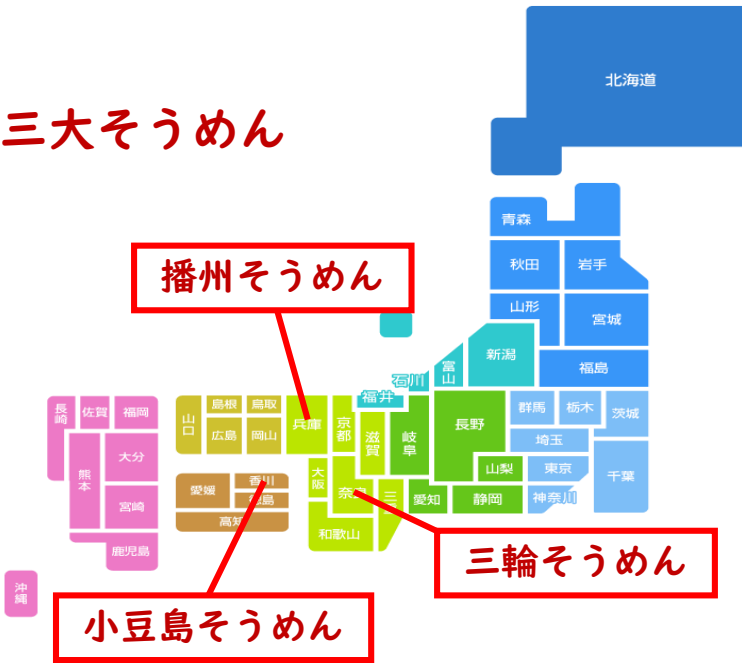 北海道
三大そうめん
青森
秋田
岩手
播州そうめん
山形
宮城
新潟
富山
福島
石川
福井
長崎
佐賀
福岡
山口
島根
鳥取
兵庫
京都
滋賀
岐阜
長野
群馬
栃木
茨城
広島
岡山
埼玉
熊本
大分
大阪
山梨
東京
千葉
愛媛
香川
奈良
三重
愛知
静岡
神奈川
徳島
宮崎
高知
和歌山
鹿児島
三輪そうめん
沖縄
小豆島そうめん